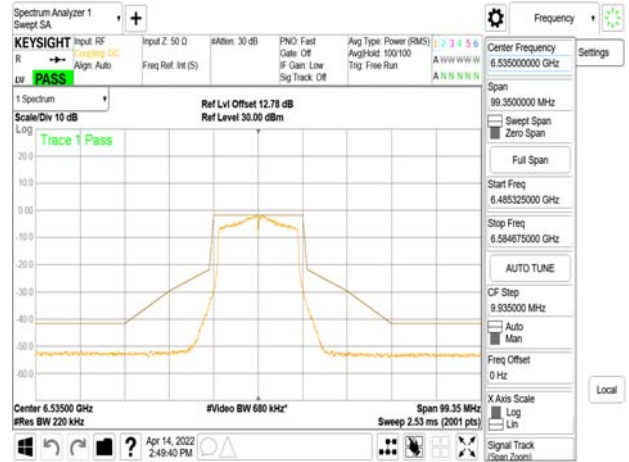 Spectrum Analyzer 1
Swept SA
+
Frequency
KEYSIGHT
Input: RF
Coupling: DC
Align: Auto
Input Z: 50 Ω
Freq Ref: Int (S)
#Atten: 30 dB
PNO: Fast
Gate: Off
IF Gain: Low
Sig Track: Off
Avg Type: Power (RMS)
Avg|Hold: 100/100
Trig: Free Run
1 2 3 4 5 6
A W W W W W
A N N N N N
R
LV
PASS
Center Frequency
6.535000000 GHz
Settings
Span
99.3500000 MHz
Swept Span
Zero Span
Full Span
Start Freq
6.485325000 GHz
Stop Freq
6.584675000 GHz
AUTO TUNE
CF Step
9.935000 MHz
Auto
Man
Freq Offset
0 Hz
X Axis Scale
Log
Lin
Signal Track
(Span Zoom)
Local
1 Spectrum
Scale/Div 10 dB
Ref Lvl Offset 12.78 dB
Ref Level 30.00 dBm
Log
Trace 1 Pass
20.0
10.0
0.00
-10.0
-20.0
-30.0
-40.0
-50.0
-60.0
Center 6.53500 GHz
#Video BW 680 kHz*
Span 99.35 MHz
#Res BW 220 kHz
Sweep 2.53 ms (2001 pts)
?
Apr 14, 2022
2:49:40 PM